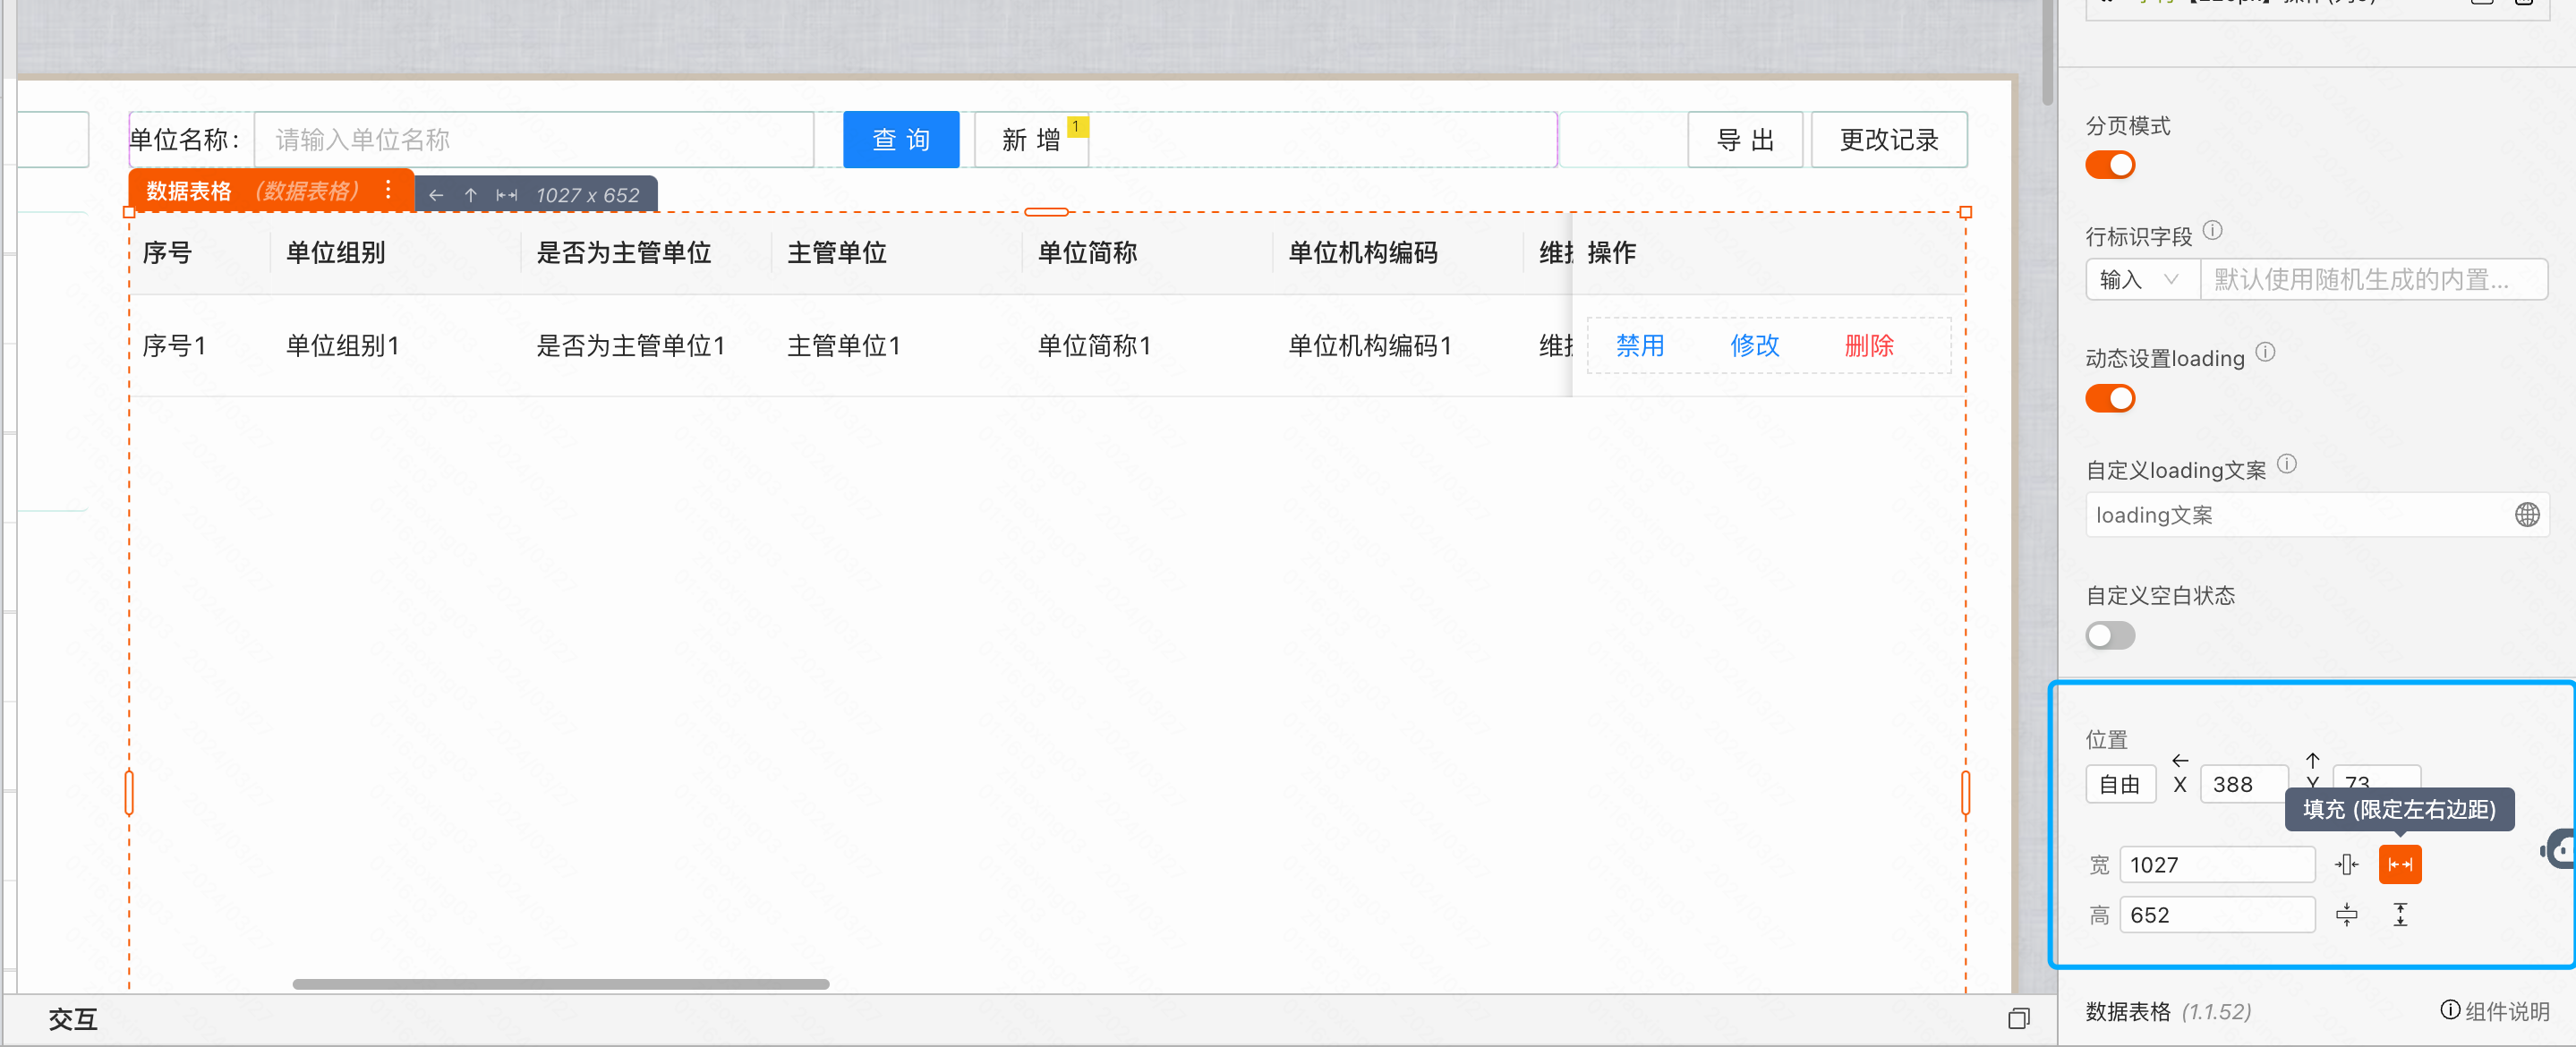 单位名称：
请输入单位名称
查 询
新 增
1
导 出
更改记录
数据表格 (数据表格)
1027 x 652
序号 单位组别 是否为主管单位 主管单位 单位简称 单位机构编码 操作
序号1 单位组别1 是否为主管单位1 主管单位1 单位简称1 单位机构编码1 禁用 修改 删除
交互
分页模式
行标识字段
输入 默认使用随机生成的内置...
动态设置loading
自定义loading文案
loading文案
自定义空白状态
位置
自由 X 388 Y 73
填充 (限定左右边距)
宽 1027
高 652
数据表格 (1.1.52) 组件说明